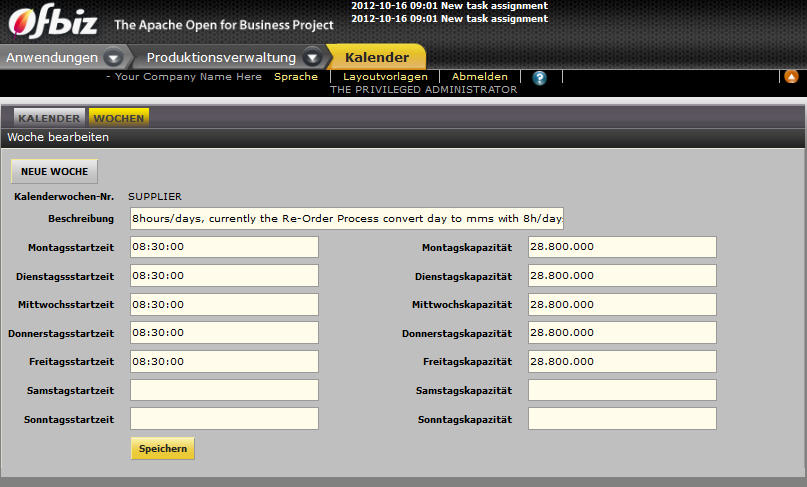 Ofbiz The Apache Open for Business Project
2012-10-16 09:01 New task assignment
2012-10-16 09:01 New task assignment
Anwendungen Produktionsverwaltung Kalender
- Your Company Name Here Sprache Layoutvorlagen Abmelden ?
THE PRIVILEGED ADMINISTRATOR
KALENDER WOCHEN
Woche bearbeiten
NEUE WOCHE
Kalenderwochen-Nr. SUPPLIER
Beschreibung 8hours/days, currently the Re-Order Process convert day to mms with 8h/days
Montagsstartzeit 08:30:00 Montagskapazität 28.800.000
Dienstagssstartzeit 08:30:00 Dienstagskapazität 28.800.000
Mittwochsstartzeit 08:30:00 Mittwochskapazität 28.800.000
Donnerstagsstartzeit 08:30:00 Donnerstagskapazität 28.800.000
Freitagsstartzeit 08:30:00 Freitagskapazität 28.800.000
Samstagstartzeit Samstagskapazität
Sonntagsstartzeit Sonntagskapazität
Speichern